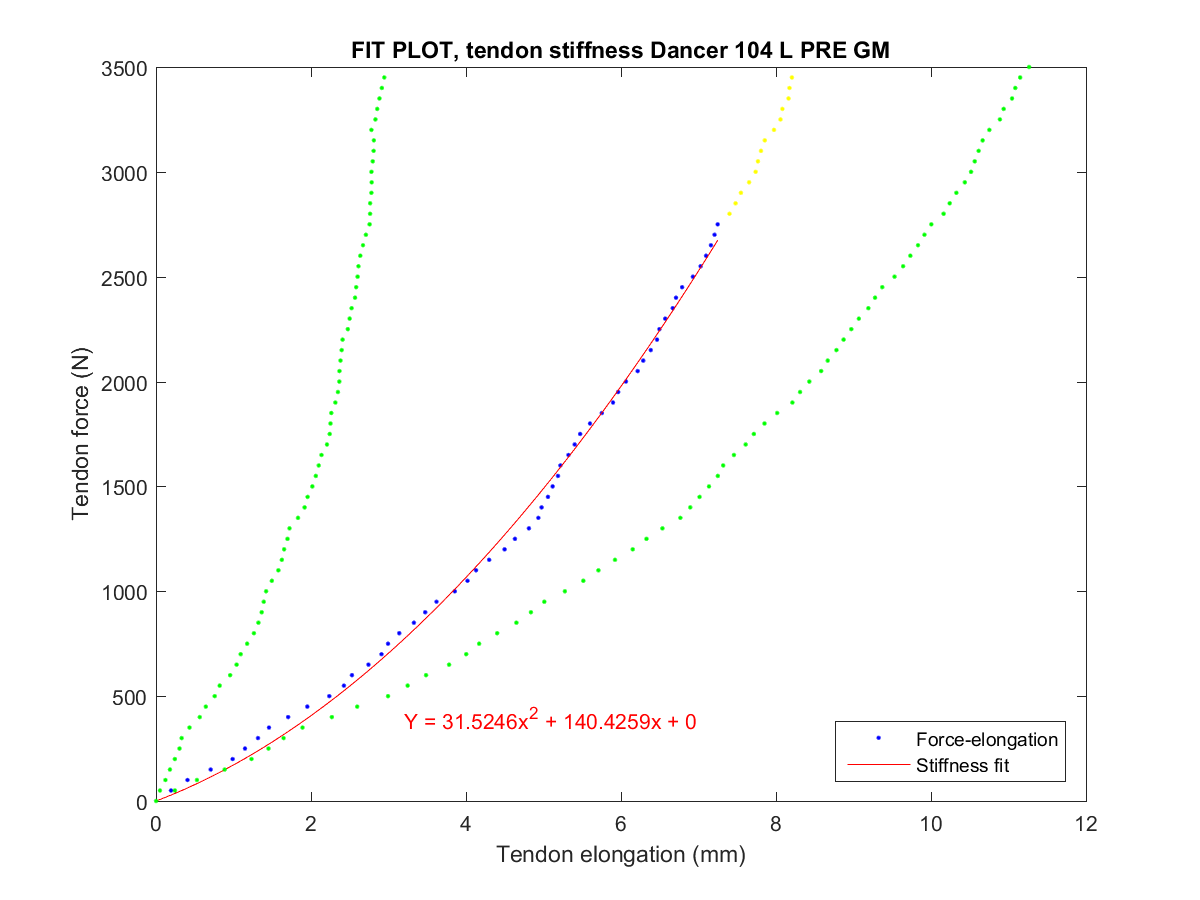 FIT PLOT, tendon stiffness Dancer 104 L PRE GM
3500
3000
2500
2000
1500
1000
500
0
Tendon force (N)
Y = 31.5246x² + 140.4259x + 0
Force-elongation
Stiffness fit
0 2 4 6 8 10 12
Tendon elongation (mm)